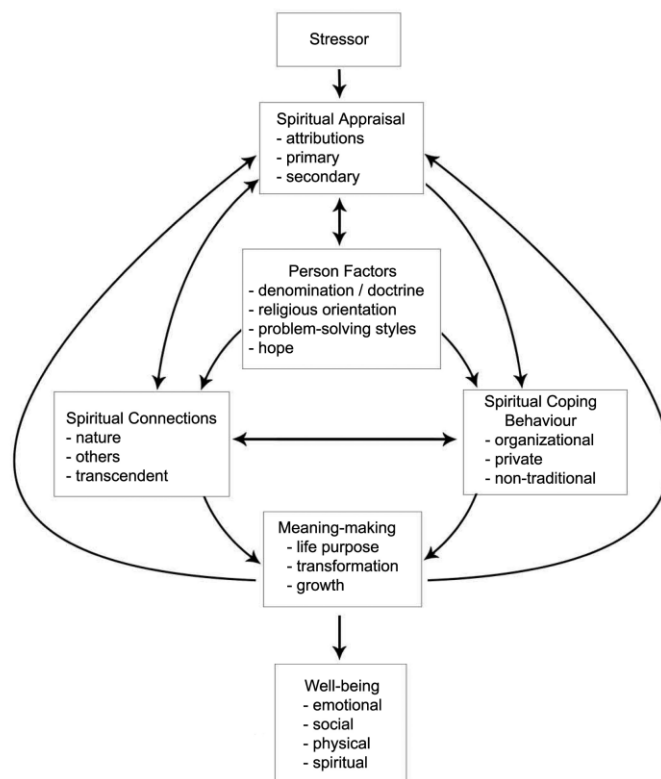 Stressor
Spiritual Appraisal
- attributions
- primary
- secondary
Person Factors
- denomination / doctrine
- religious orientation
- problem-solving styles
- hope
Spiritual Connections
- nature
- others
- transcendent
Spiritual Coping
Behaviour
- organizational
- private
- non-traditional
Meaning-making
- life purpose
- transformation
- growth
Well-being
- emotional
- social
- physical
- spiritual